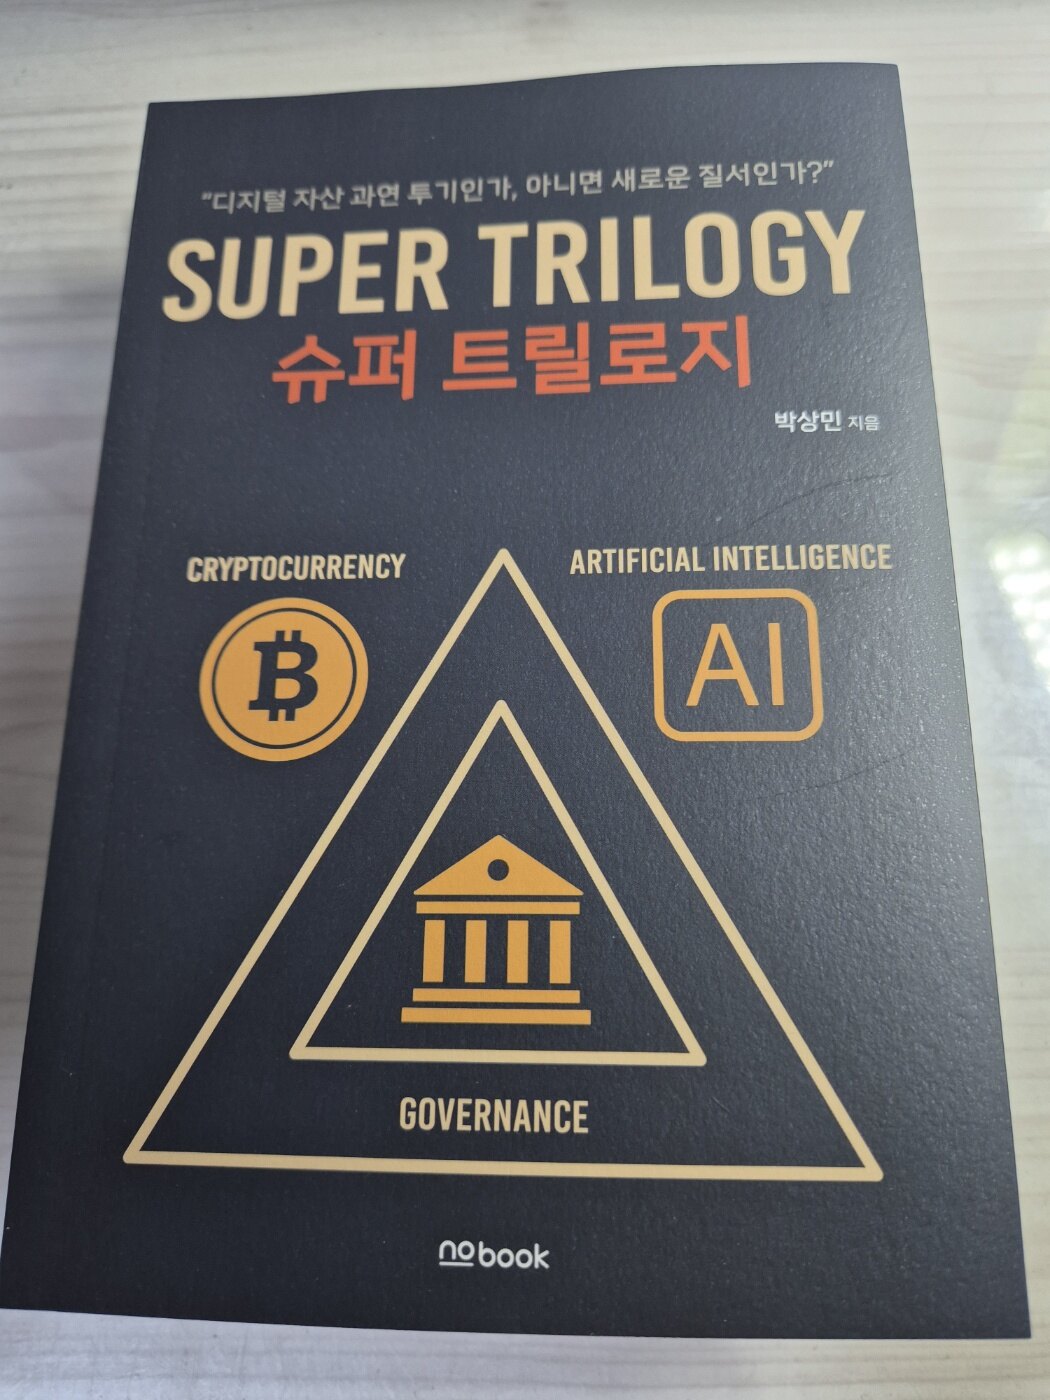 "디지털 자산 과연 투기인가, 아니면 새로운 질서인가?"
SUPER TRILOGY
슈퍼 트릴로지
박상민 지음
CRYPTOCURRENCY
ARTIFICIAL INTELLIGENCE
B
AI
GOVERNANCE
nobook